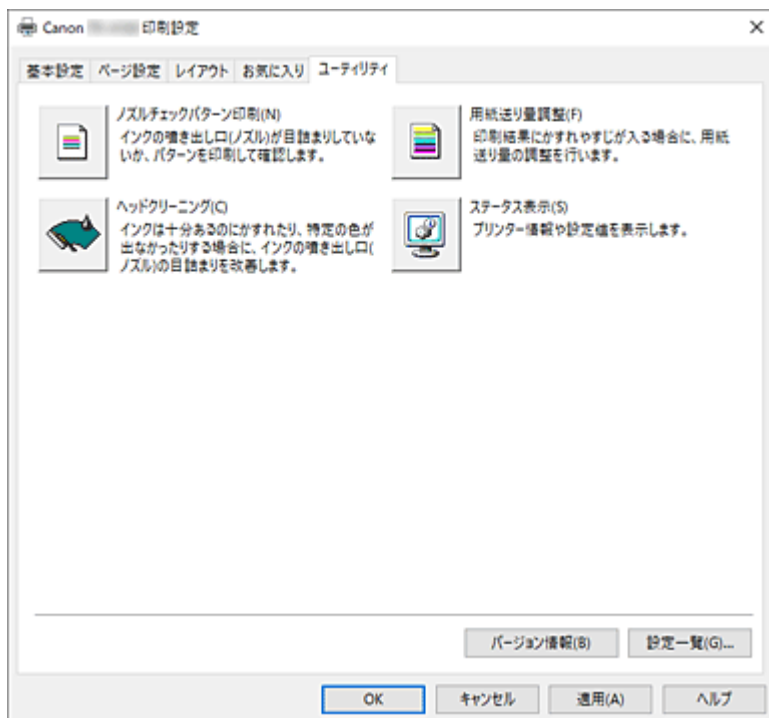 Canon 印刷設定
基本設定 ページ設定 レイアウト お気に入り ユーティリティ
ノズルチェックパターン印刷(N)
インクの噴き出し口(ノズル)が目詰まりしていな
いか、パターンを印刷して確認します。
用紙送り量調整(F)
印刷結果にかすれやすじが入る場合に、用紙
送り量の調整を行います。
ヘッドクリーニング(C)
インクは十分あるのにかすれたり、特定の色が
出なかったりする場合に、インクの噴き出し口(
ノズル)の目詰まりを改善します。
ステータス表示(S)
プリンター情報や設定値を表示します。
バージョン情報(B) 設定一覧(G)...
OK キャンセル 適用(A) ヘルプ